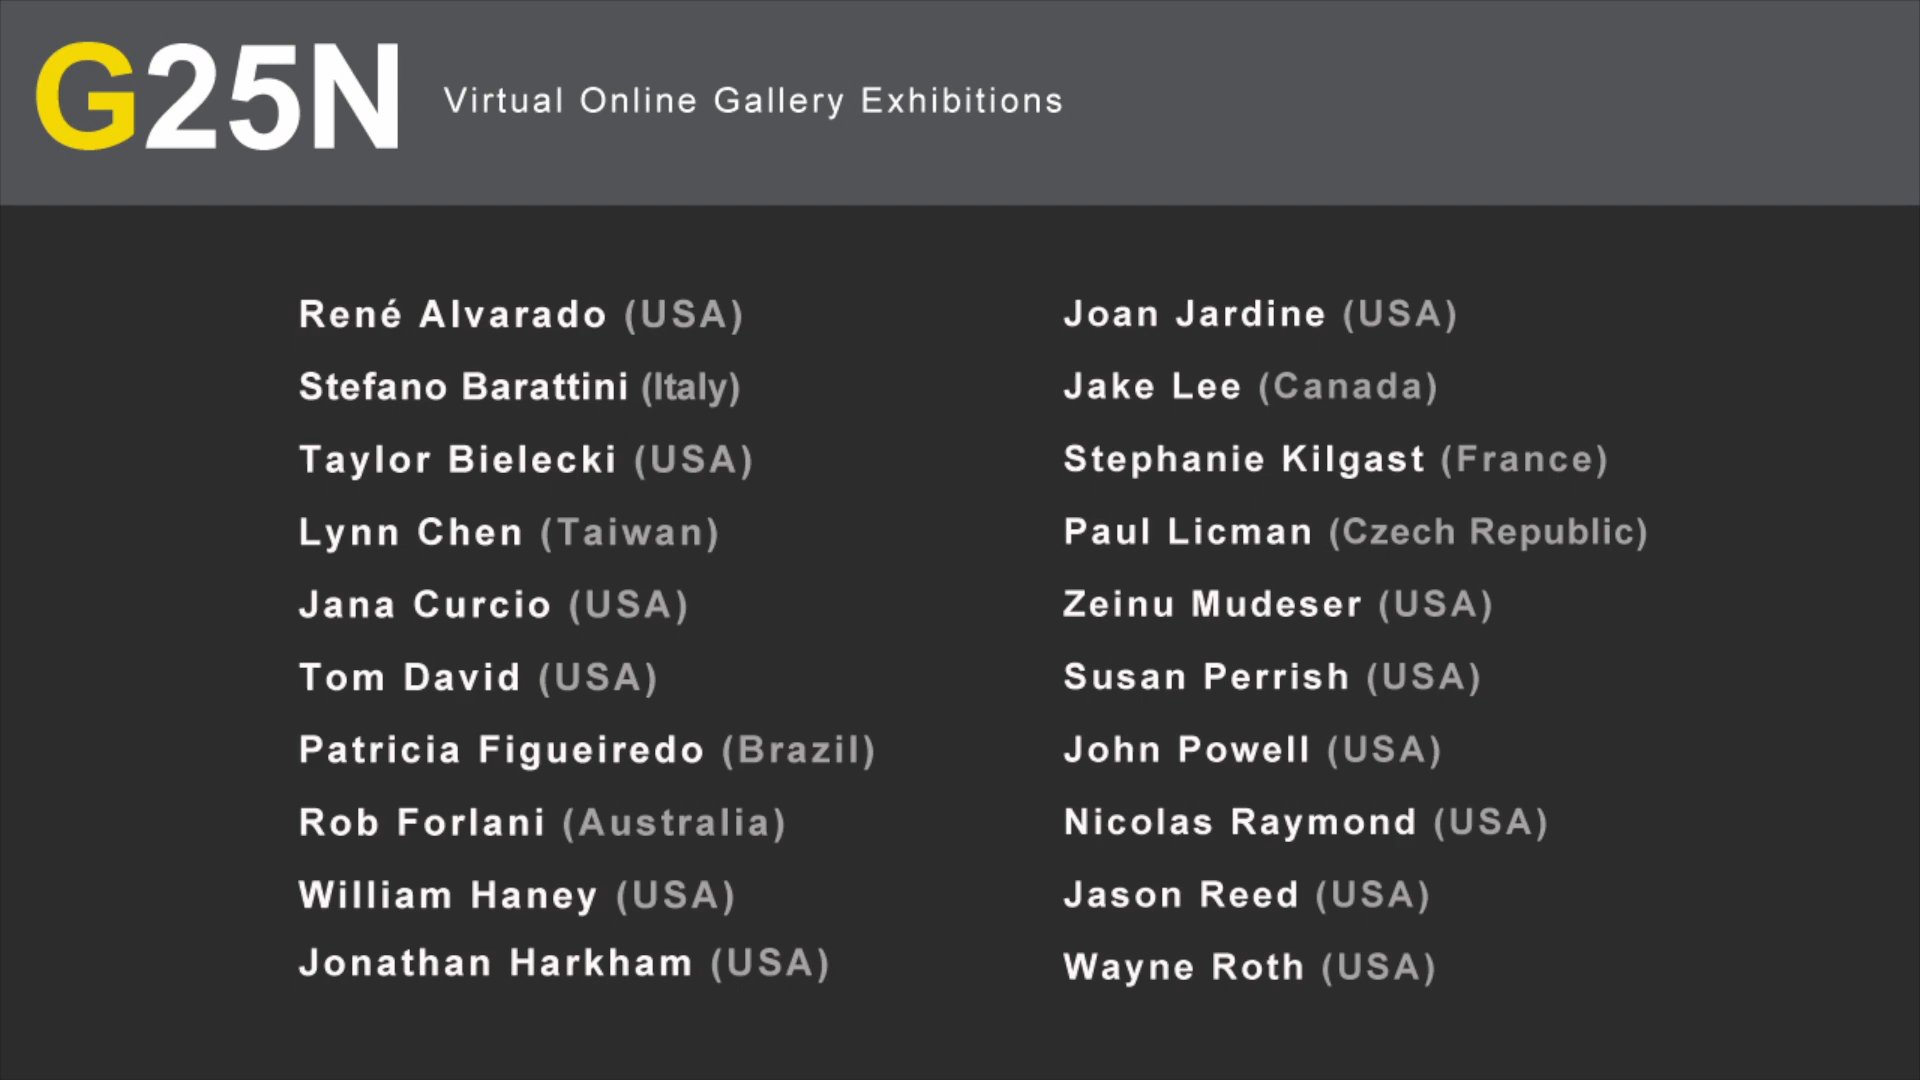 G25N Virtual Online Gallery Exhibitions
René Alvarado (USA)
Stefano Barattini (Italy)
Taylor Bielecki (USA)
Lynn Chen (Taiwan)
Jana Curcio (USA)
Tom David (USA)
Patricia Figueiredo (Brazil)
Rob Forlani (Australia)
William Haney (USA)
Jonathan Harkham (USA)
Joan Jardine (USA)
Jake Lee (Canada)
Stephanie Kilgast (France)
Paul Licman (Czech Republic)
Zeinu Mudeser (USA)
Susan Perrish (USA)
John Powell (USA)
Nicolas Raymond (USA)
Jason Reed (USA)
Wayne Roth (USA)